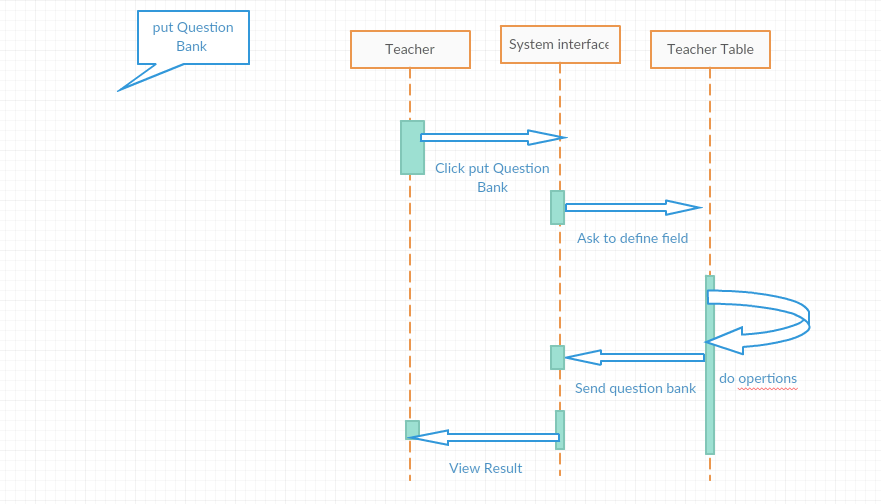 put Question
Bank
Teacher
System interface
Teacher Table
Click put Question
Bank
Ask to define field
do opertions
Send question bank
View Result